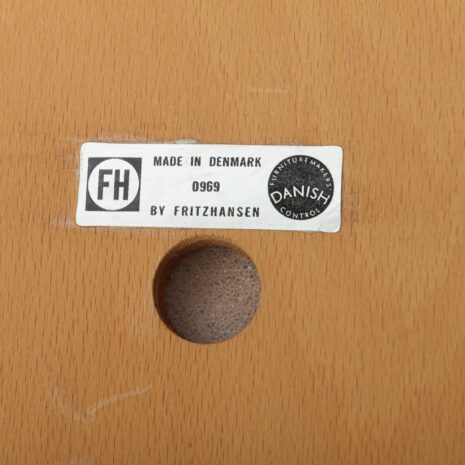 FH
MADE IN DENMARK
0969
BY FRITZHANSEN
FURNITUREMAKERS'
DANISH
CONTROL